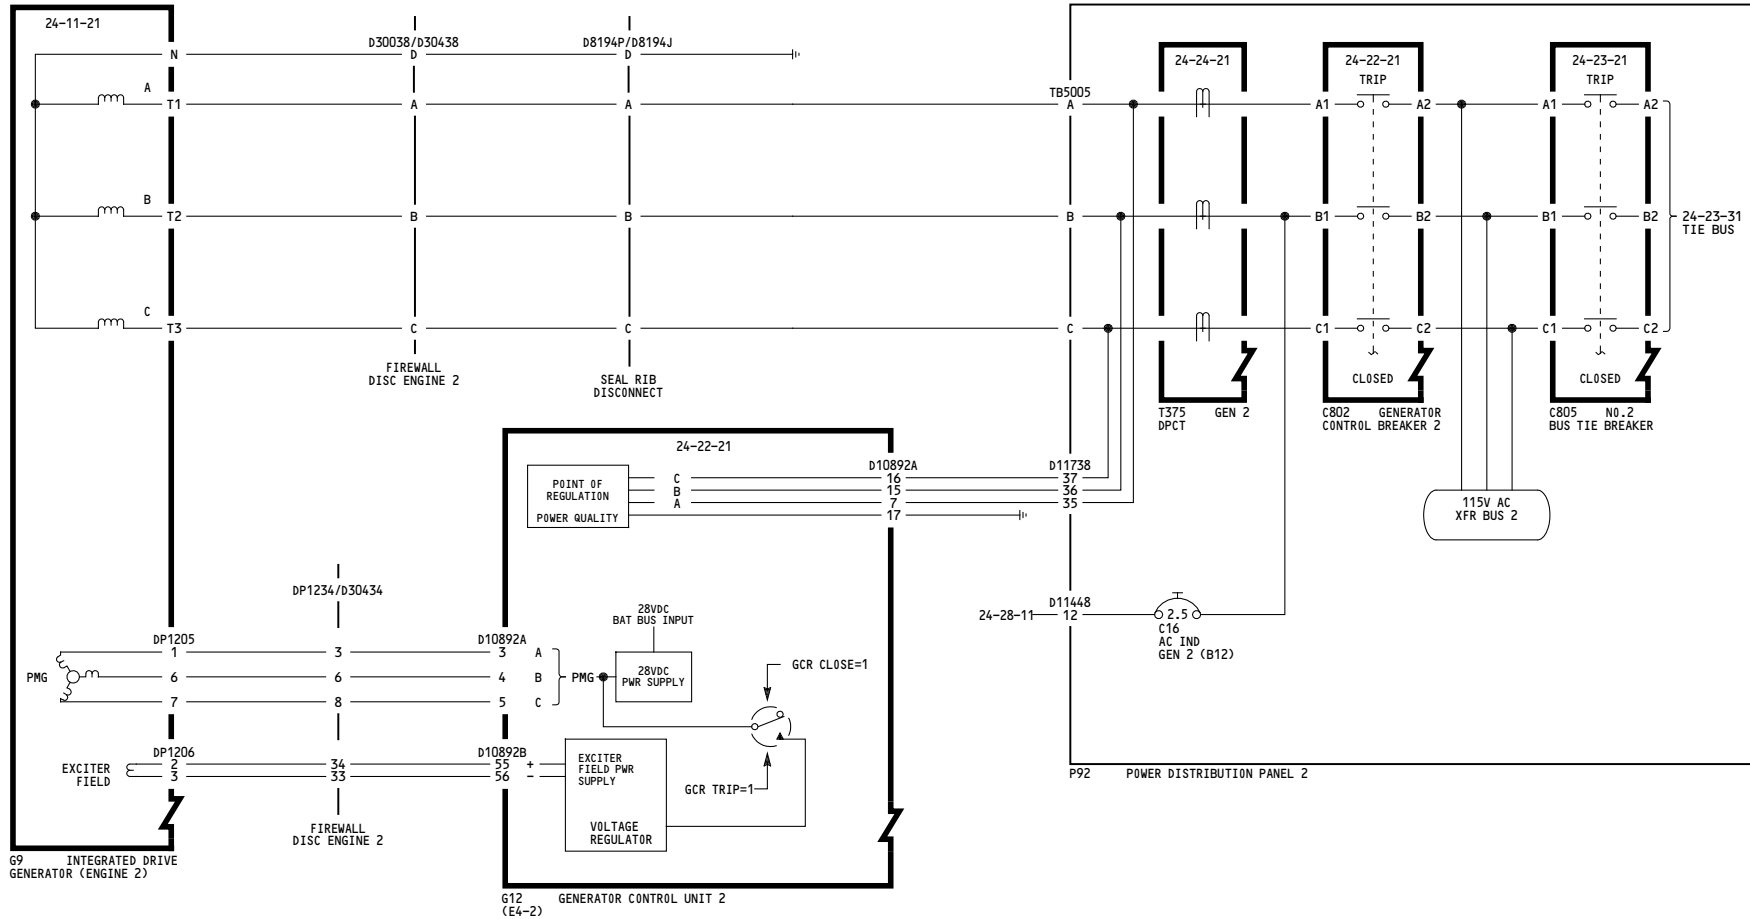 24-11-21
N
A
T1
B
T2
C
T3
D30038/D30438
D
A
B
C
FIREWALL
DISC ENGINE 2
D8194P/D8194J
D
A
B
C
SEAL RIB
DISCONNECT
TB5005
A
B
C
24-24-21
T375 GEN 2
DPCT
24-22-21
TRIP
A1 A2
B1 B2
C1 C2
CLOSED
C802 GENERATOR
CONTROL BREAKER 2
24-23-21
TRIP
A1 A2
B1 B2
C1 C2
CLOSED
C805 NO.2
BUS TIE BREAKER
24-23-31
TIE BUS
115V AC
XFR BUS 2
24-22-21
POINT OF
REGULATION
POWER QUALITY
C
B
A
D10892A
16
15
7
17
D11738
37
36
35
24-28-11
D11448
12
2.5
C16
AC IND
GEN 2 (B12)
P92 POWER DISTRIBUTION PANEL 2
DP1234/D30434
3
6
8
34
33
FIREWALL
DISC ENGINE 2
PMG
DP1205
1
6
7
EXCITER
FIELD
DP1206
2
3
G9 INTEGRATED DRIVE
GENERATOR (ENGINE 2)
D10892A
3 A
4 B
5 C
PMG
28VDC
BAT BUS INPUT
28VDC
PWR SUPPLY
GCR CLOSE=1
GCR TRIP=1
D10892B
55 +
56 -
EXCITER
FIELD PWR
SUPPLY
VOLTAGE
REGULATOR
G12 GENERATOR CONTROL UNIT 2
(E4-2)